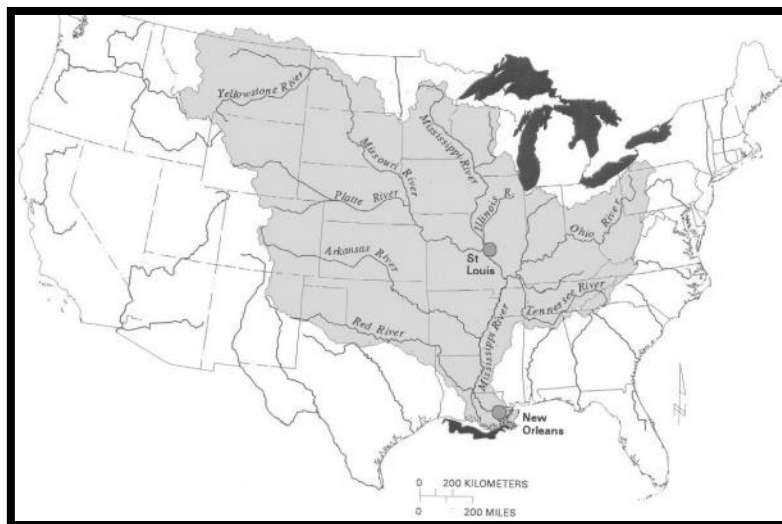 Yellowstone River
Mississippi River
Missouri River
Illinois R.
Platte River
Ohio River
St
Louis
Arkansas
River
Tennessee River
Mississippi River
Red River
New
Orleans
0 200 KILOMETERS
0 200 MILES